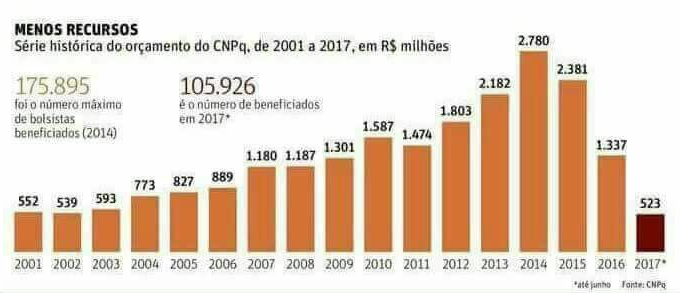 MENOS RECURSOS
Série histórica do orçamento do CNPq, de 2001 a 2017, em R$ milhões
175.895
foi o número máximo
de bolsistas
beneficiados (2014)
105.926
é o número de beneficiados
em 2017*
552 539 593 773 827 889 1.180 1.187 1.301 1.587 1.474 1.803 2.182 2.780 2.381 1.337 523
2001 2002 2003 2004 2005 2006 2007 2008 2009 2010 2011 2012 2013 2014 2015 2016 2017*
*até junho Fonte: CNPq